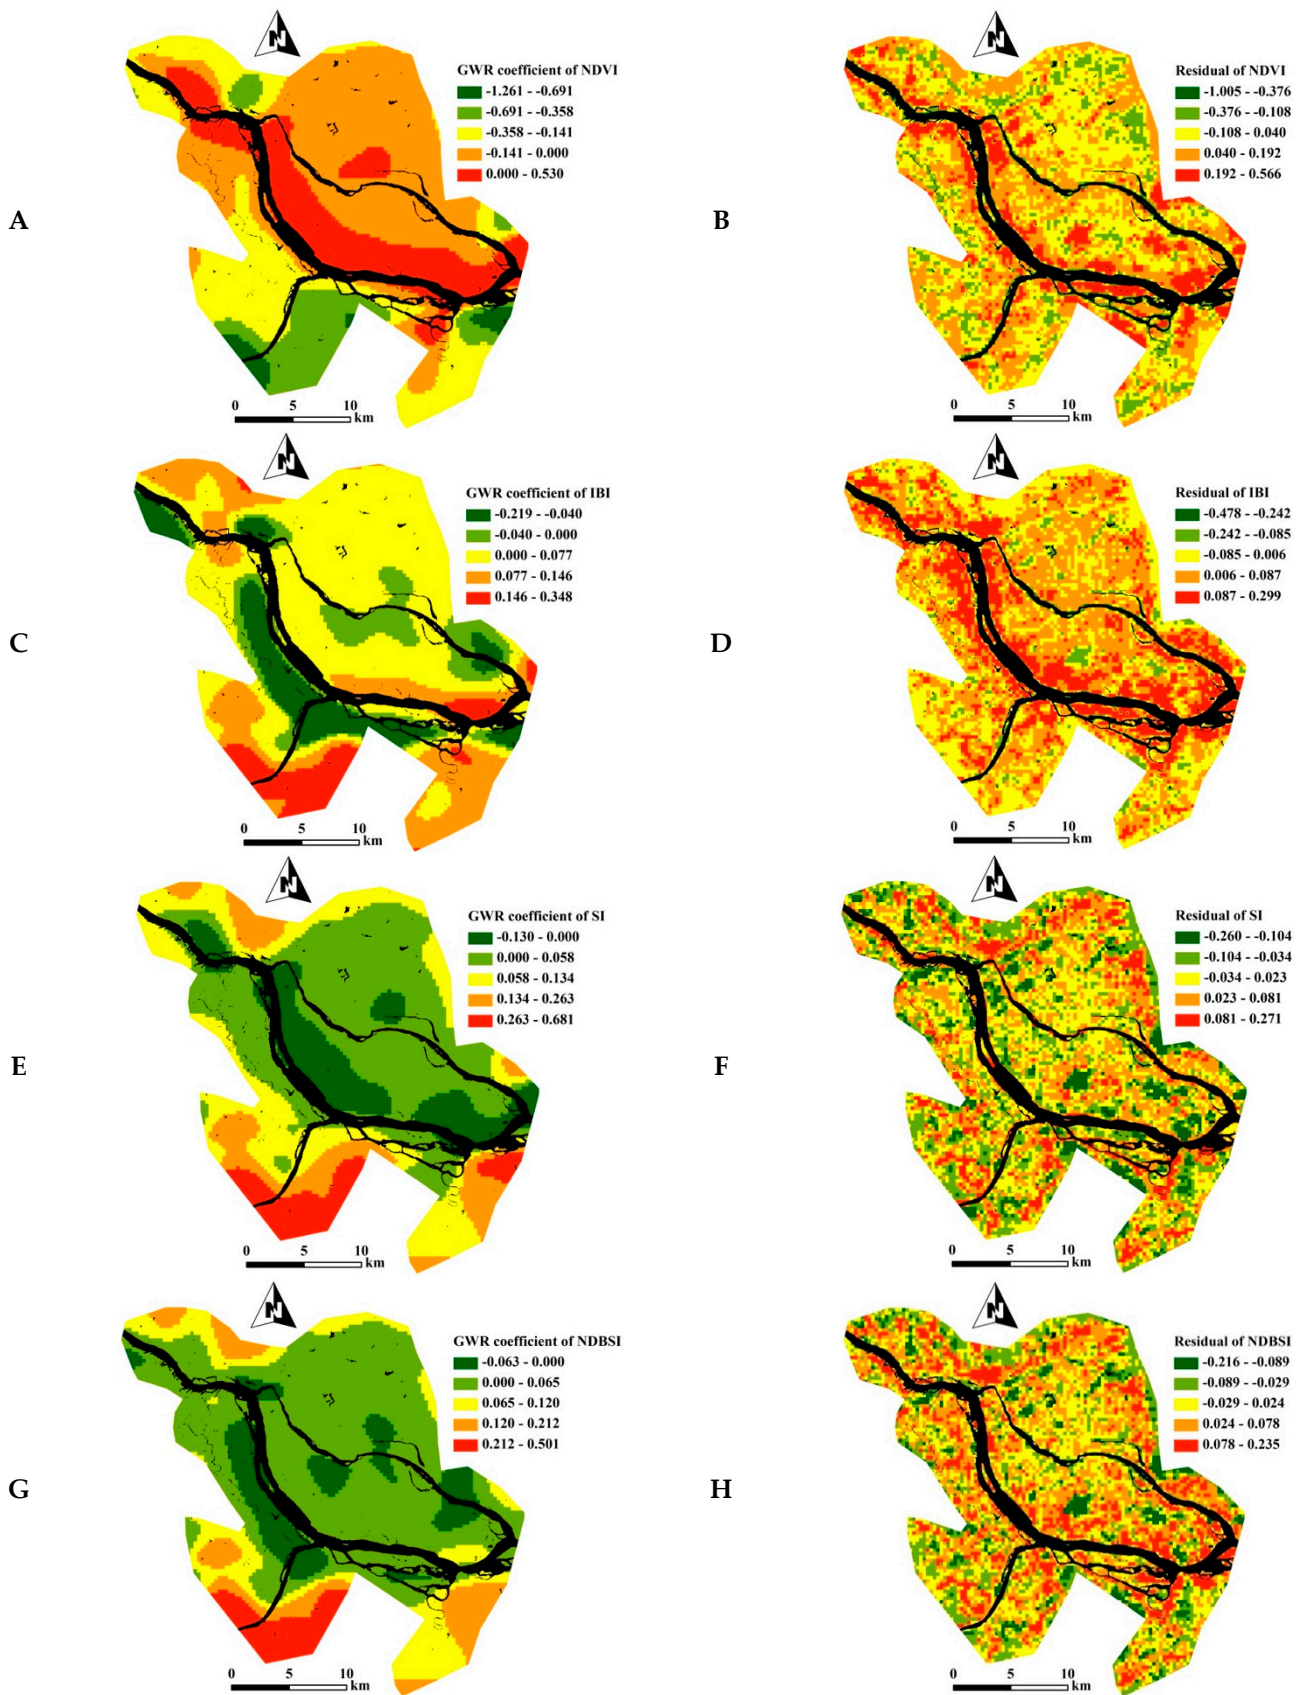 N
GWR coefficient of NDVI
-1.261 - -0.691
-0.691 - -0.358
-0.358 - -0.141
-0.141 - 0.000
0.000 - 0.530
0 5 10
km
A
N
Residual of NDVI
-1.005 - -0.376
-0.376 - -0.108
-0.108 - 0.040
0.040 - 0.192
0.192 - 0.566
0 5 10
km
B
N
GWR coefficient of IBI
-0.219 - -0.040
-0.040 - 0.000
0.000 - 0.077
0.077 - 0.146
0.146 - 0.348
0 5 10
km
C
N
Residual of IBI
-0.478 - -0.242
-0.242 - -0.085
-0.085 - 0.006
0.006 - 0.087
0.087 - 0.299
0 5 10
km
D
N
GWR coefficient of SI
-0.130 - 0.000
0.000 - 0.058
0.058 - 0.134
0.134 - 0.263
0.263 - 0.681
0 5 10
km
E
N
Residual of SI
-0.260 - -0.104
-0.104 - -0.034
-0.034 - 0.023
0.023 - 0.081
0.081 - 0.271
0 5 10
km
F
N
GWR coefficient of NDBSI
-0.063 - 0.000
0.000 - 0.065
0.065 - 0.120
0.120 - 0.212
0.212 - 0.501
0 5 10
km
G
N
Residual of NDBSI
-0.216 - -0.089
-0.089 - -0.029
-0.029 - 0.024
0.024 - 0.078
0.078 - 0.235
0 5 10
km
H